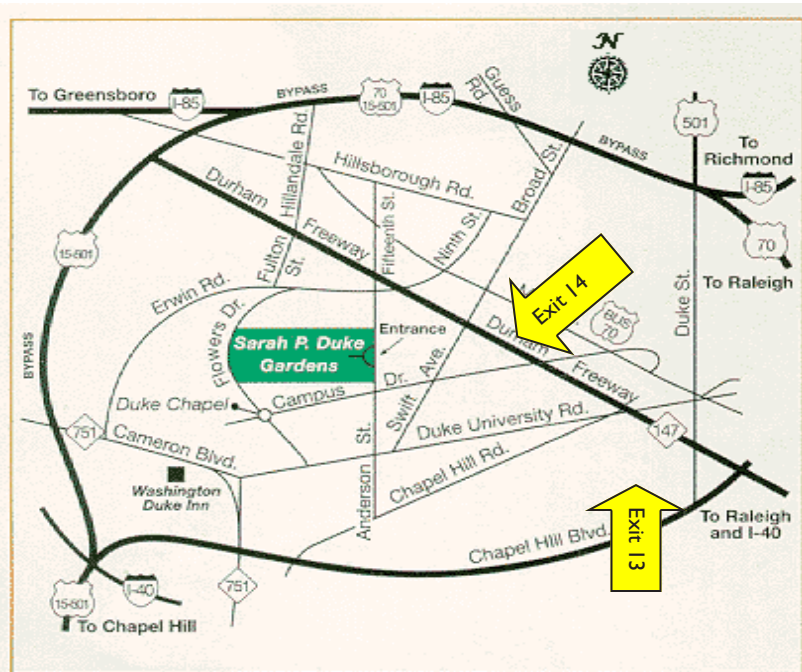 N
To Greensboro
I-85
BYPASS
70
15-501
I-85
Guess
Rd.
BYPASS
501
To
Richmond
I-85
70
To Raleigh
Hillandale Rd.
Hillsborough Rd.
Broad St.
Durham
Freeway
Fifteenth St.
Ninth St.
Fulton
St.
15-501
BYPASS
Erwin Rd.
Flowers Dr.
Sarah P. Duke
Gardens
Entrance
Exit 14
BUS
70
Duke St.
Durham
Freeway
Duke Chapel
Campus
Dr.
Swift
Ave.
Duke University Rd.
147
751
Cameron Blvd.
Washington
Duke Inn
Anderson
St.
Chapel Hill Rd.
Exit 13
To Raleigh
and I-40
Chapel Hill Blvd.
751
I-40
15-501
To Chapel Hill